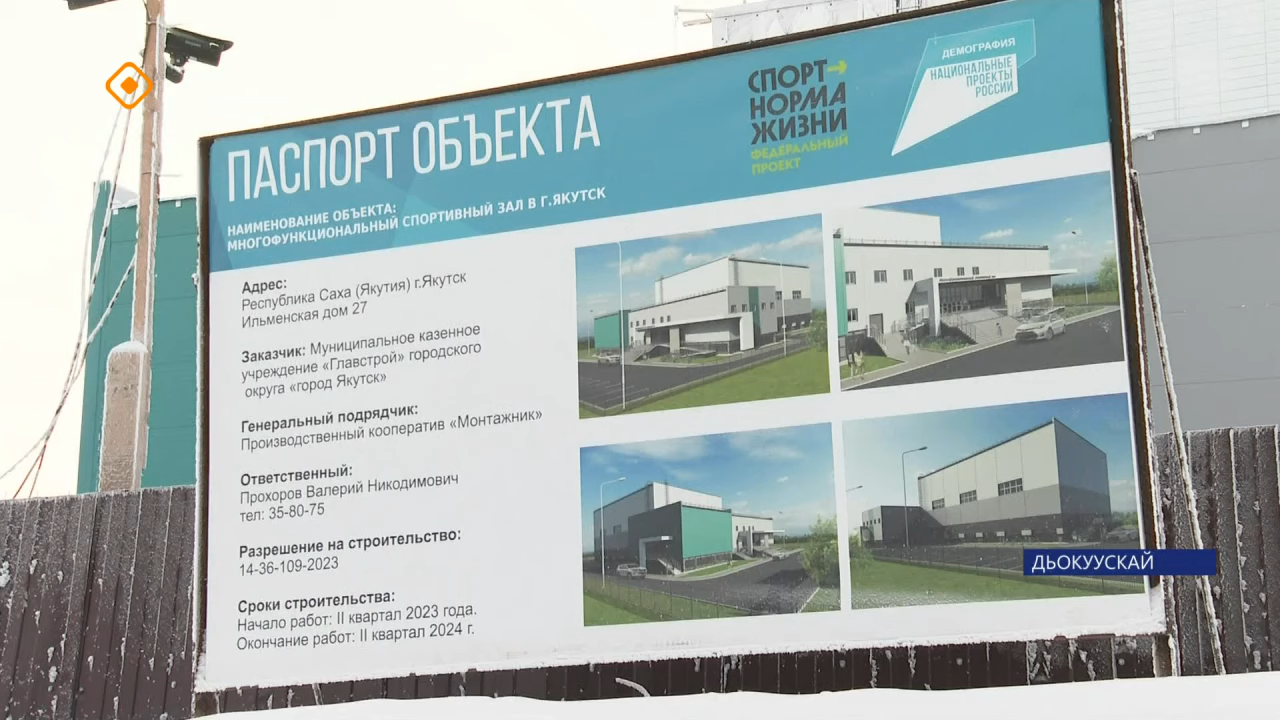 ПАСПОРТ ОБЪЕКТА
НАИМЕНОВАНИЕ ОБЪЕКТА:
МНОГОФУНКЦИОНАЛЬНЫЙ СПОРТИВНЫЙ ЗАЛ В Г.ЯКУТСК
СПОРТ
НОРМА
ЖИЗНИ
ФЕДЕРАЛЬНЫЙ
ПРОЕКТ
ДЕМОГРАФИЯ
НАЦИОНАЛЬНЫЕ
ПРОЕКТЫ
РОССИИ
Адрес:
Республика Саха (Якутия) г.Якутск
Ильменская дом 27
Заказчик: Муниципальное казенное
учреждение «Главстрой» городского
округа «город Якутск»
Генеральный подрядчик:
Производственный кооператив «Монтажник»
Ответственный:
Прохоров Валерий Никодимович
тел: 35-80-75
Разрешение на строительство:
14-36-109-2023
Сроки строительства:
Начало работ: II квартал 2023 года.
Окончание работ: II квартал 2024 г.
ДЬОКУУСКАЙ